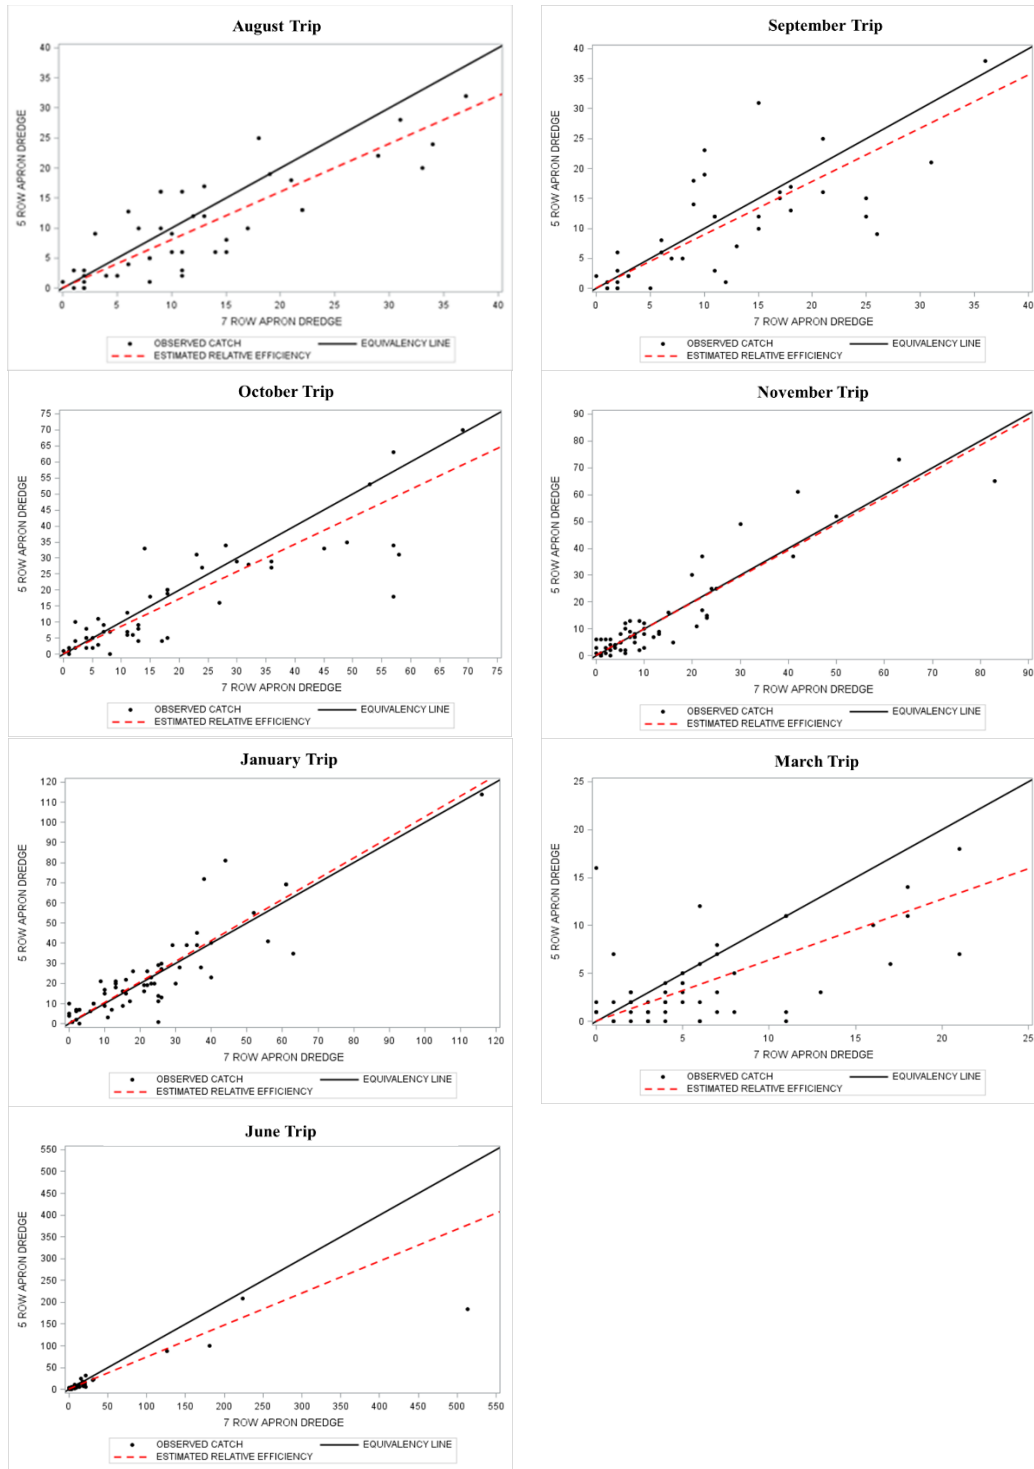 August Trip
40
35
30
25
20
15
10
5
0
5 ROW APRON DREDGE
0 5 10 15 20 25 30 35 40
7 ROW APRON DREDGE
OBSERVED CATCH EQUIVALENCY LINE
ESTIMATED RELATIVE EFFICIENCY
September Trip
40
35
30
25
20
15
10
5
0
5 ROW APRON DREDGE
0 5 10 15 20 25 30 35 40
7 ROW APRON DREDGE
OBSERVED CATCH EQUIVALENCY LINE
ESTIMATED RELATIVE EFFICIENCY
October Trip
75
70
65
60
55
50
45
40
35
30
25
20
15
10
5
0
5 ROW APRON DREDGE
0 5 10 15 20 25 30 35 40 45 50 55 60 65 70 75
7 ROW APRON DREDGE
OBSERVED CATCH EQUIVALENCY LINE
ESTIMATED RELATIVE EFFICIENCY
November Trip
90
80
70
60
50
40
30
20
10
0
5 ROW APRON DREDGE
0 10 20 30 40 50 60 70 80 90
7 ROW APRON DREDGE
OBSERVED CATCH EQUIVALENCY LINE
ESTIMATED RELATIVE EFFICIENCY
January Trip
120
110
100
90
80
70
60
50
40
30
20
10
0
5 ROW APRON DREDGE
0 10 20 30 40 50 60 70 80 90 100 110 120
7 ROW APRON DREDGE
OBSERVED CATCH EQUIVALENCY LINE
ESTIMATED RELATIVE EFFICIENCY
March Trip
25
20
15
10
5
0
5 ROW APRON DREDGE
0 5 10 15 20 25
7 ROW APRON DREDGE
OBSERVED CATCH EQUIVALENCY LINE
ESTIMATED RELATIVE EFFICIENCY
June Trip
550
500
450
400
350
300
250
200
150
100
50
0
5 ROW APRON DREDGE
0 50 100 150 200 250 300 350 400 450 500 550
7 ROW APRON DREDGE
OBSERVED CATCH EQUIVALENCY LINE
ESTIMATED RELATIVE EFFICIENCY